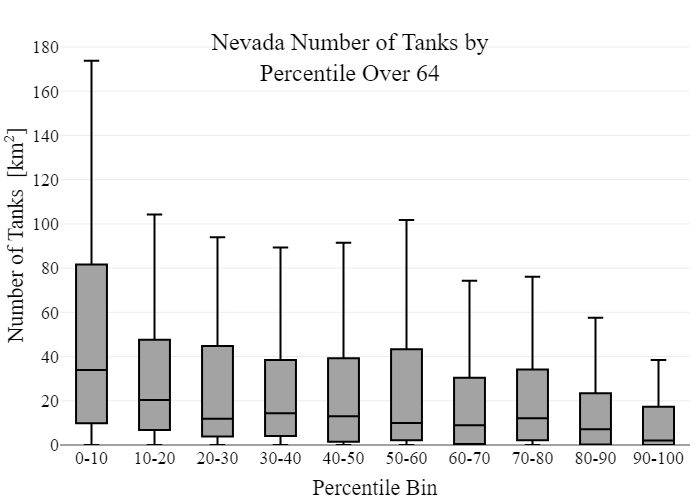 Nevada Number of Tanks by
Percentile Over 64
Number of Tanks [km²]
180
160
140
120
100
80
60
40
20
0
0-10 10-20 20-30 30-40 40-50 50-60 60-70 70-80 80-90 90-100
Percentile Bin